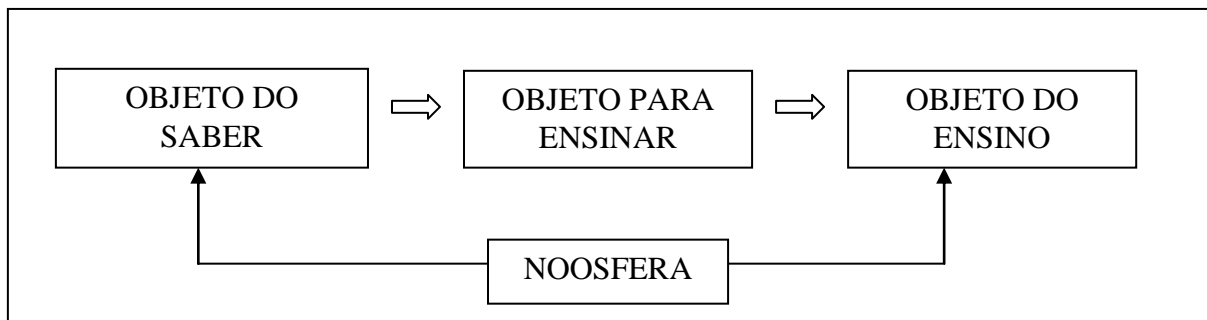 OBJETO DO
SABER
OBJETO PARA
ENSINAR
OBJETO DO
ENSINO
NOOSFERA